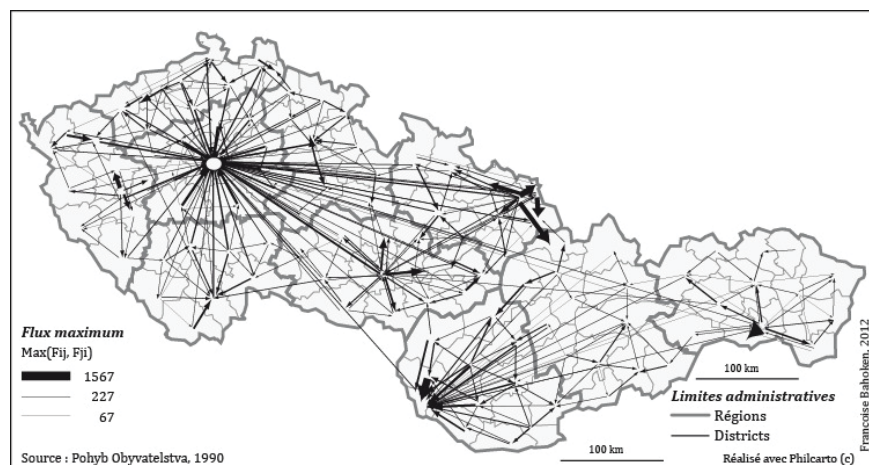 Flux maximum
Max(Fij, Fji)
1567
227
67
Source : Pohyb Obyvatelstva, 1990
100 km
100 km
Limites administratives
Régions
Districts
Réalisé avec Philcarto (c)
Francoise Bahoken, 2012